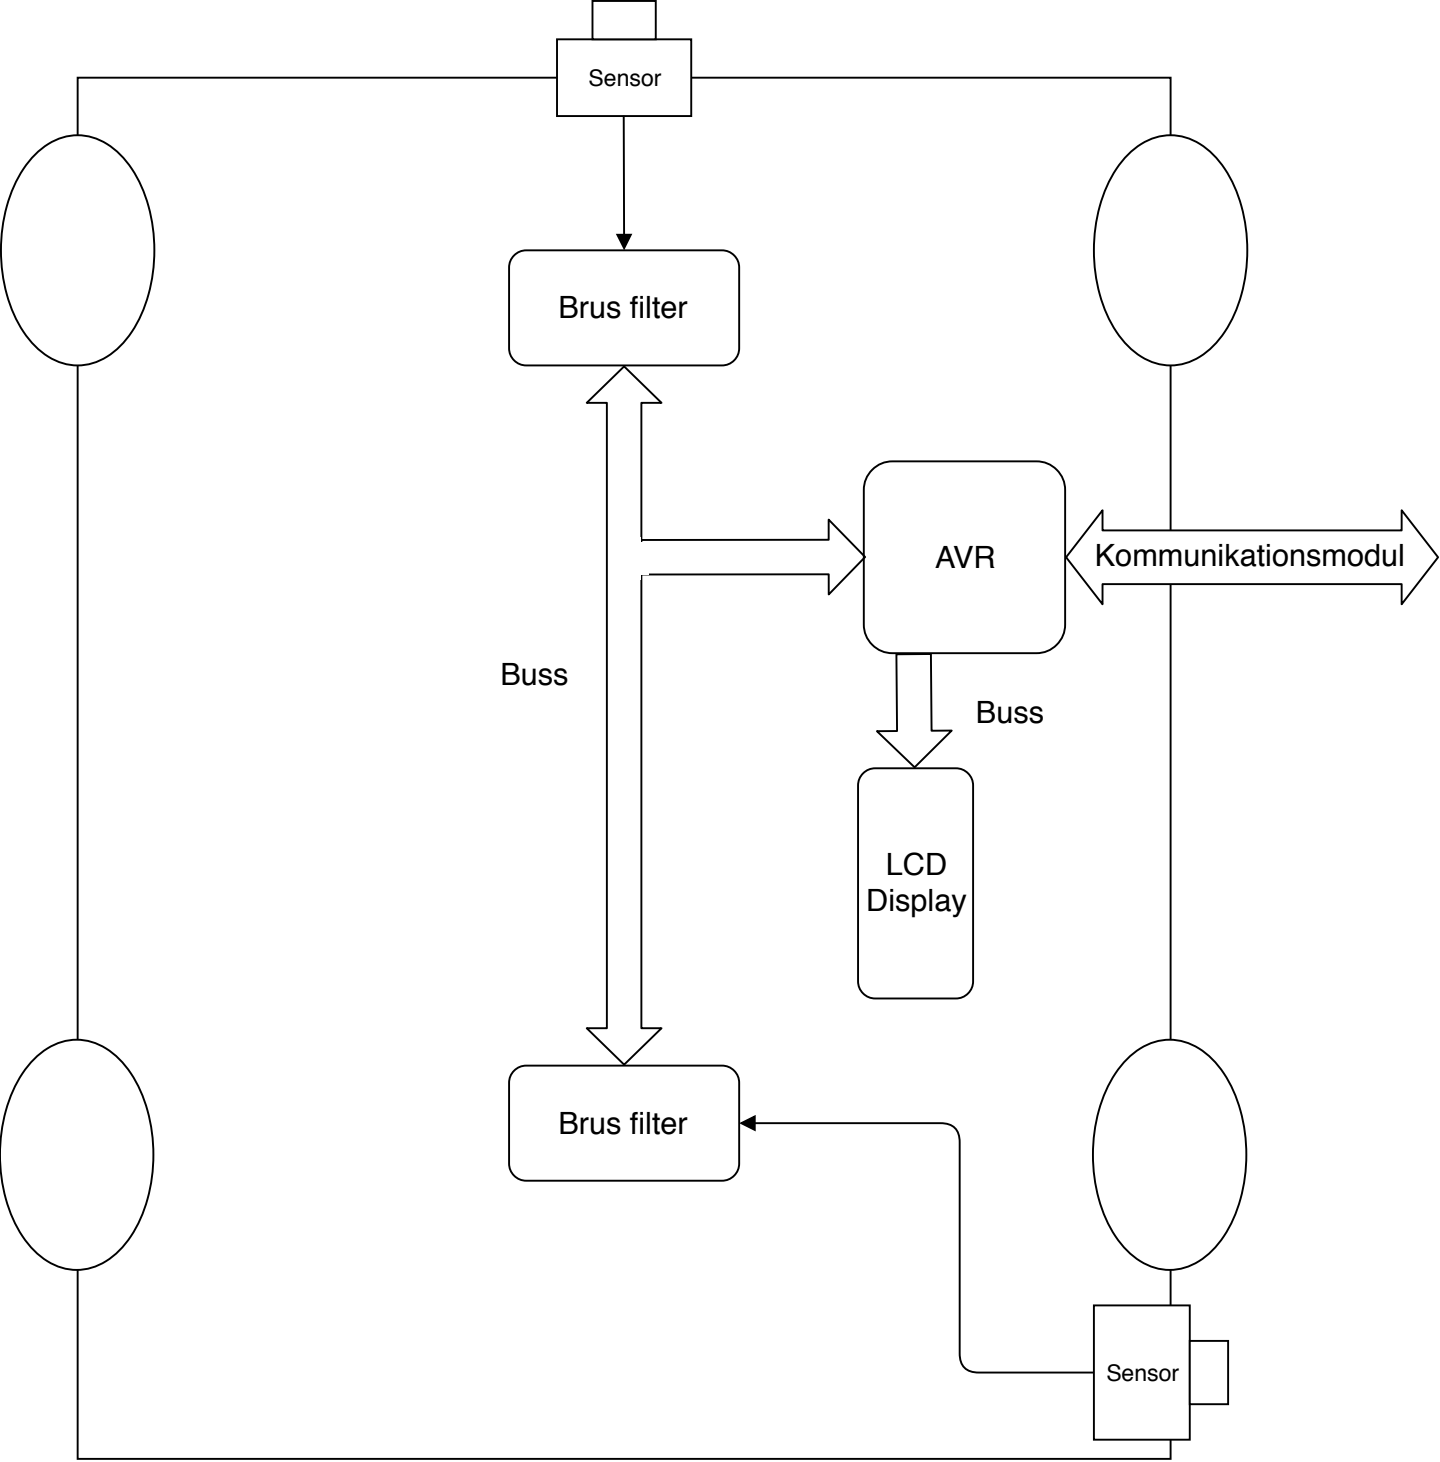 Sensor
Brus filter
AVR
Kommunikationsmodul
Buss
Buss
LCD
Display
Brus filter
Sensor